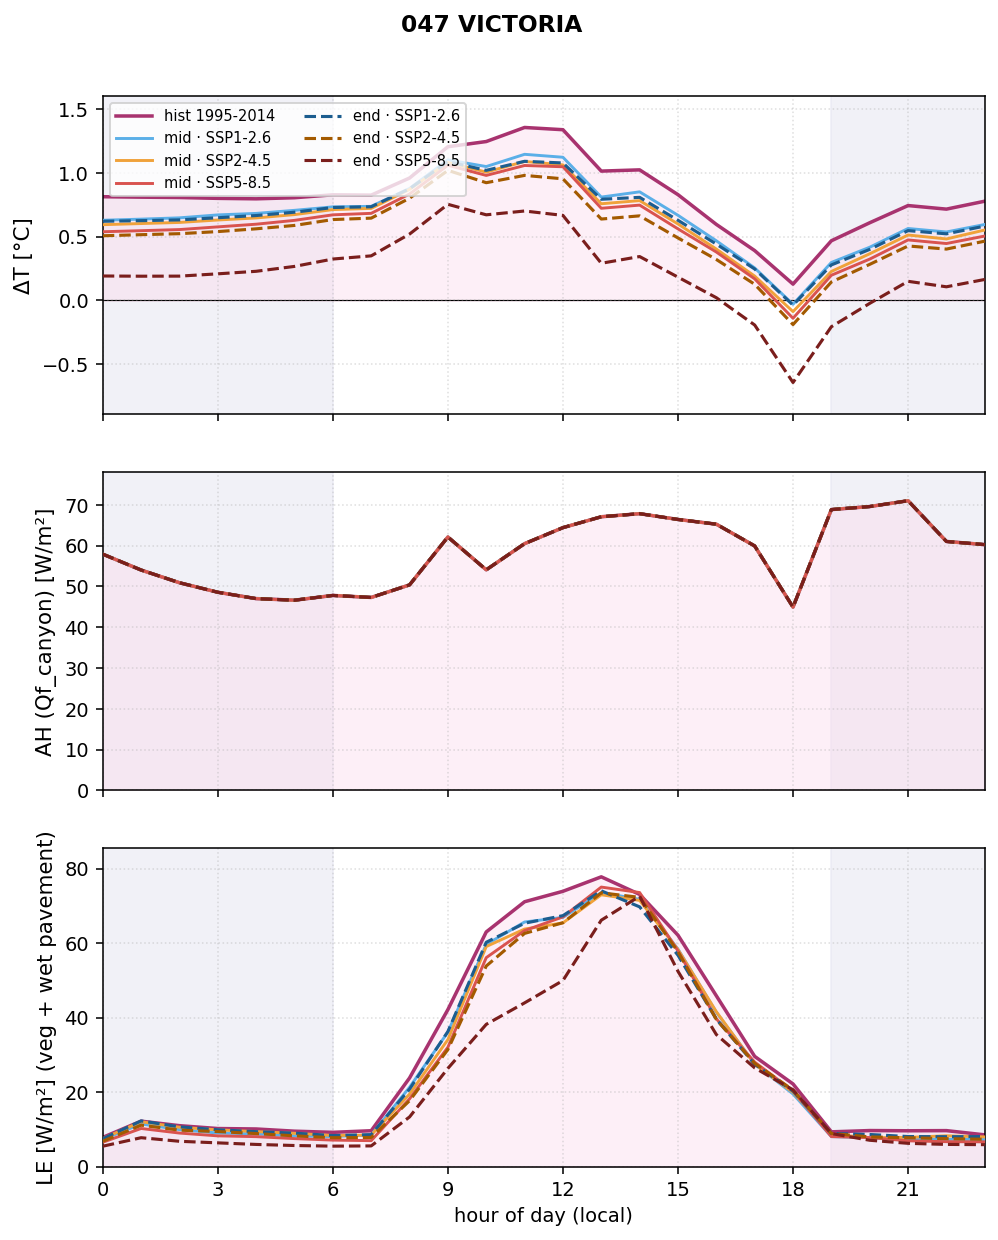 047 VICTORIA
ΔT [°C]
1.5
1.0
0.5
0.0
−0.5
hist 1995-2014
mid · SSP1-2.6
mid · SSP2-4.5
mid · SSP5-8.5
end · SSP1-2.6
end · SSP2-4.5
end · SSP5-8.5
AH (Qf_canyon) [W/m²]
70
60
50
40
30
20
10
0
LE [W/m²] (veg + wet pavement)
80
60
40
20
0
0 3 6 9 12 15 18 21
hour of day (local)